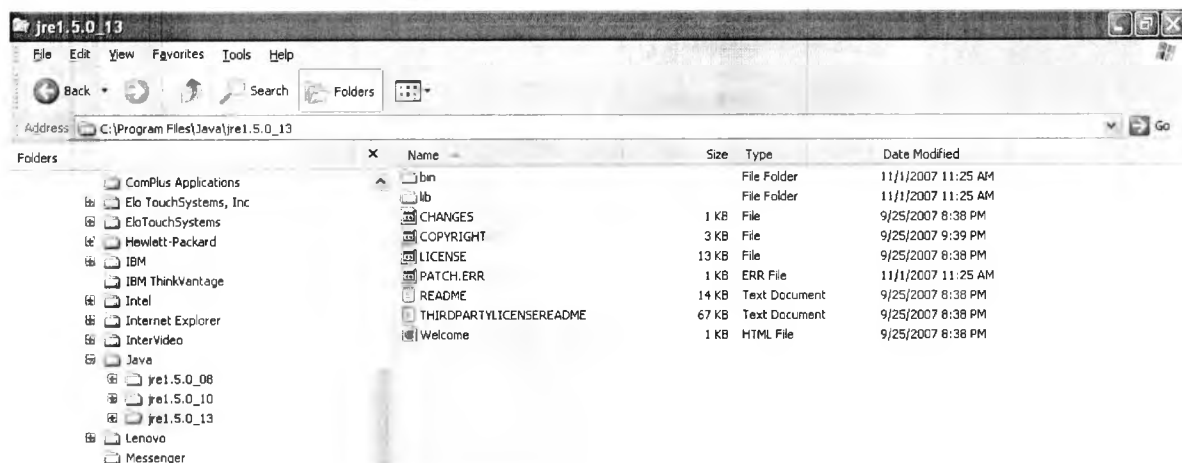 jre1.5.0_13
File Edit View Favorites Tools Help
Back Search Folders
Address C:\Program Files\Java\jre1.5.0_13 Go
Folders x Name Size Type Date Modified
ComPlus Applications
Elo TouchSystems, Inc
EloTouchSystems
Hewlett-Packard
IBM
IBM ThinkVantage
Intel
Internet Explorer
InterVideo
Java
jre1.5.0_08
jre1.5.0_10
jre1.5.0_13
Lenovo
Messenger
bin File Folder 11/1/2007 11:25 AM
lib File Folder 11/1/2007 11:25 AM
CHANGES 1 KB File 9/25/2007 8:38 PM
COPYRIGHT 3 KB File 9/25/2007 9:39 PM
LICENSE 13 KB File 9/25/2007 8:38 PM
PATCH.ERR 1 KB ERR File 11/1/2007 11:25 AM
README 14 KB Text Document 9/25/2007 8:38 PM
THIRDPARTYLICENSEREADME 67 KB Text Document 9/25/2007 8:38 PM
Welcome 1 KB HTML File 9/25/2007 8:38 PM